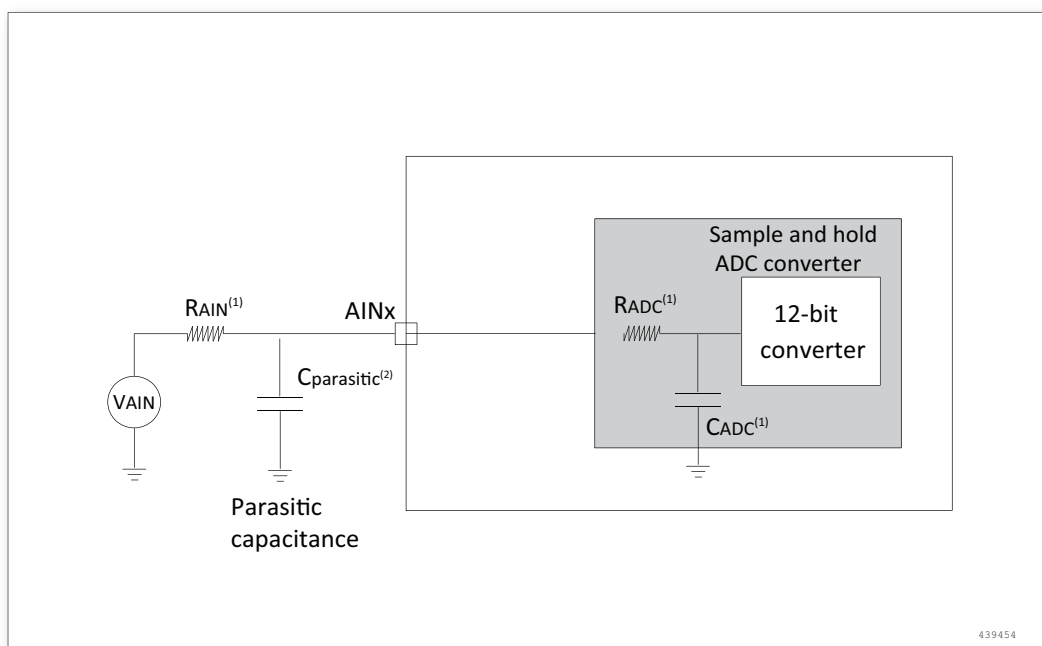 Sample and hold
ADC converter
RAIN(1)
AINx
RADC(1)
12-bit
converter
Cparasitic(2)
VAIN
CADC(1)
Parasitic
capacitance
439454